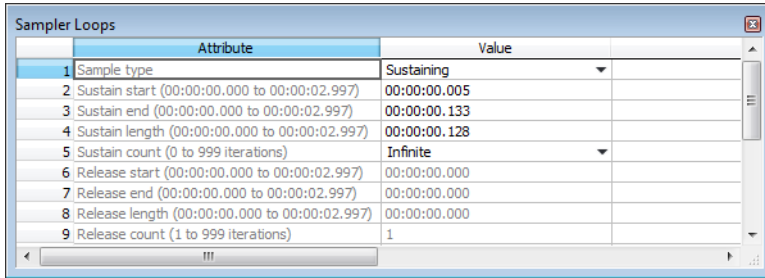 Sampler Loops
Attribute Value
1 Sample type Sustaining
2 Sustain start (00:00:00.000 to 00:00:02.997) 00:00:00.005
3 Sustain end (00:00:00.000 to 00:00:02.997) 00:00:00.133
4 Sustain length (00:00:00.000 to 00:00:02.997) 00:00:00.128
5 Sustain count (0 to 999 iterations) Infinite
6 Release start (00:00:00.000 to 00:00:02.997) 00:00:00.000
7 Release end (00:00:00.000 to 00:00:02.997) 00:00:00.000
8 Release length (00:00:00.000 to 00:00:02.997) 00:00:00.000
9 Release count (1 to 999 iterations) 1